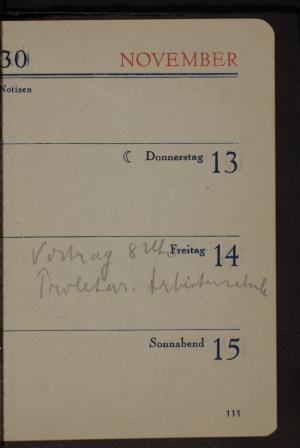 30 NOVEMBER
Notizen
☾ Donnerstag 13
Freitag 14
Vortrag 8 Uhr
Proletar. Arbeiterschule
Sonnabend 15
111